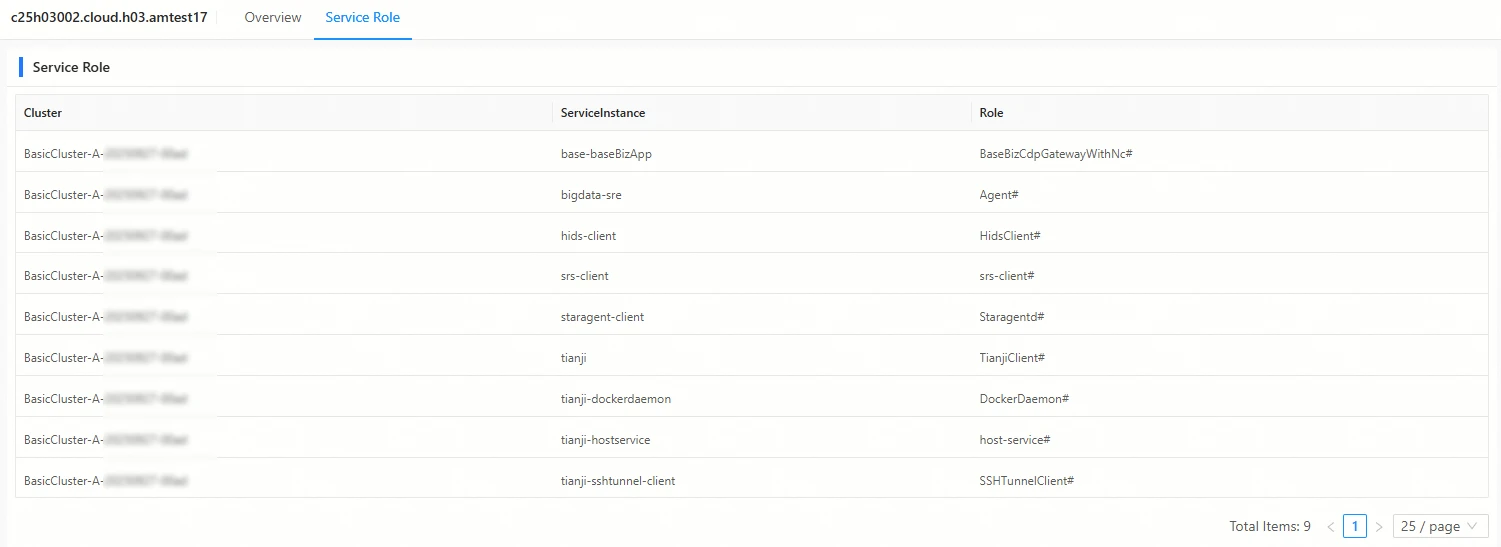 c25h03002.cloud.h03.amtest17 Overview Service Role
Service Role
Cluster ServiceInstance Role
BasicCluster-A- base-baseBizApp BaseBizCdpGatewayWithNc#
BasicCluster-A- bigdata-sre Agent#
BasicCluster-A- hids-client HidsClient#
BasicCluster-A- srs-client srs-client#
BasicCluster-A- staragent-client Staragentd#
BasicCluster-A- tianji TianjiClient#
BasicCluster-A- tianji-dockerdaemon DockerDaemon#
BasicCluster-A- tianji-hostservice host-service#
BasicCluster-A- tianji-sshtunnel-client SSHTunnelClient#
Total Items: 9 < 1 > 25 / page